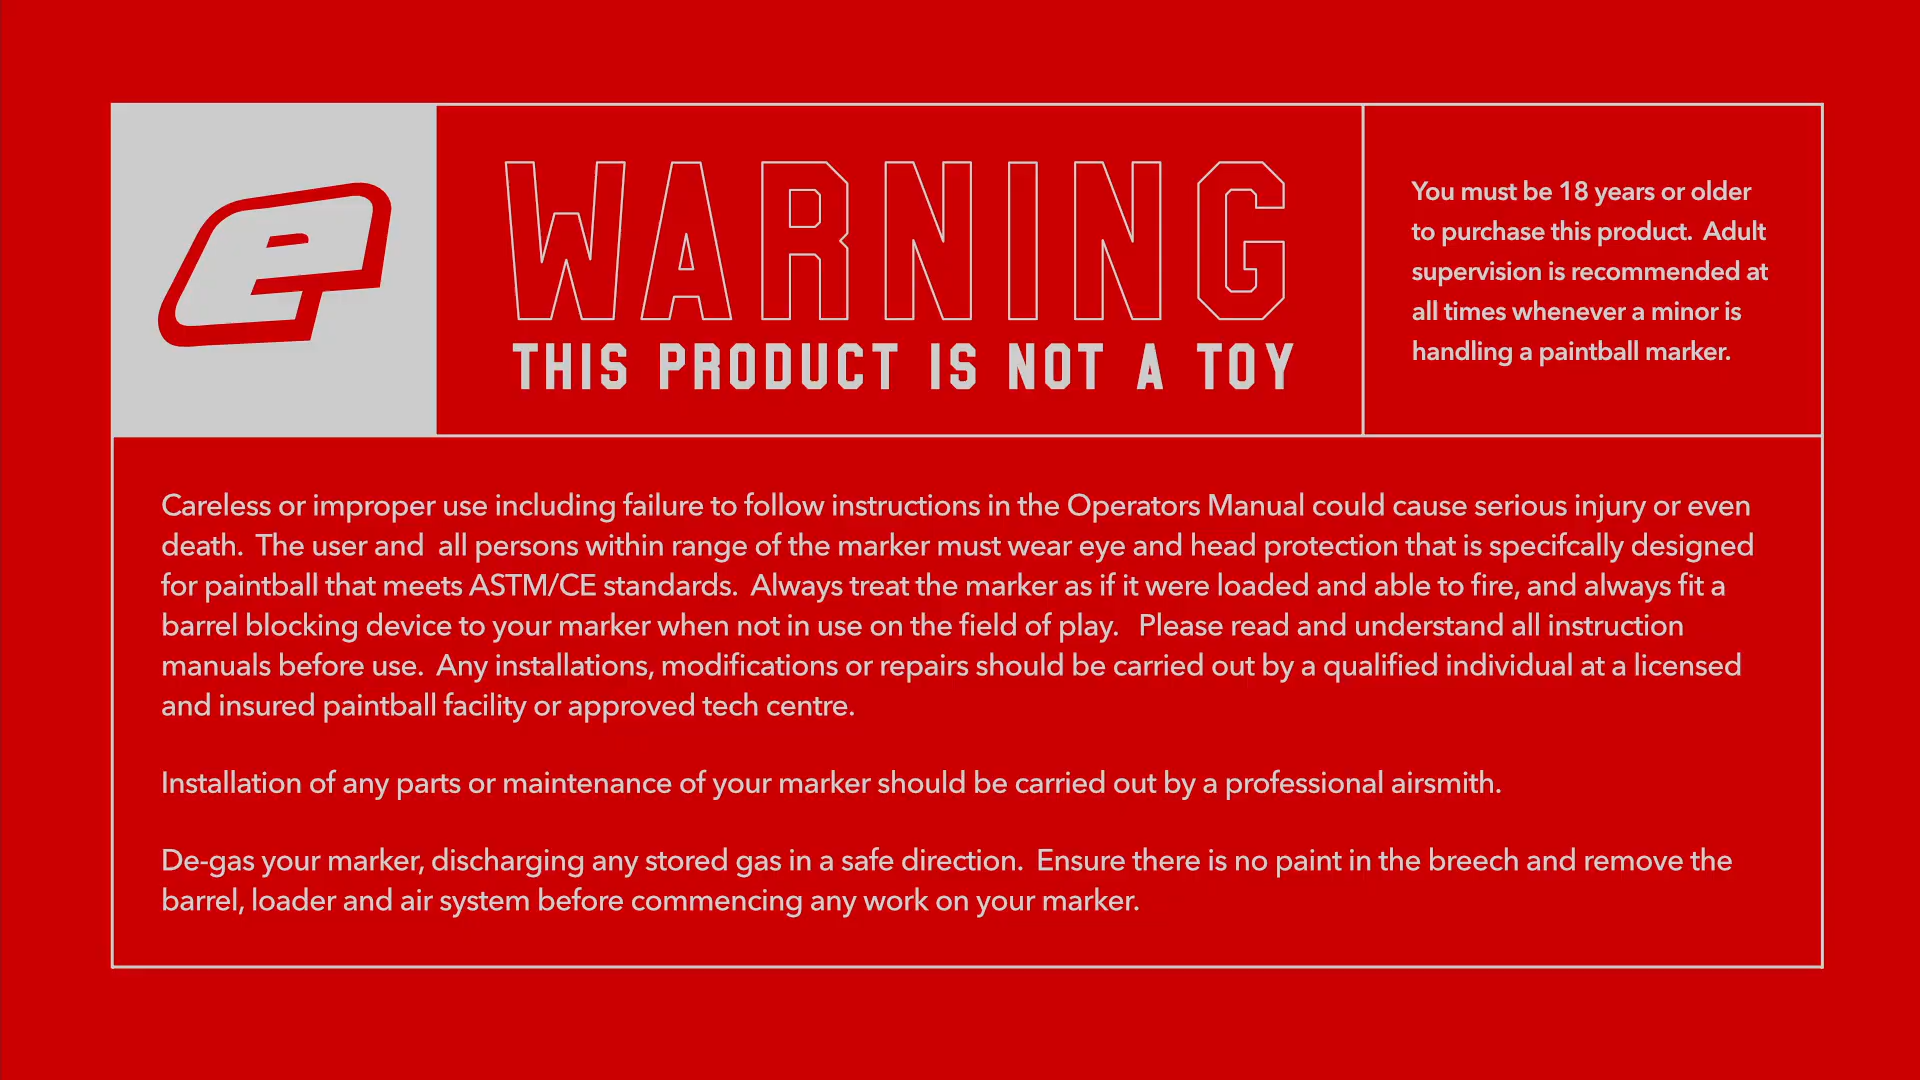 e
WARNING
THIS PRODUCT IS NOT A TOY
You must be 18 years or older
to purchase this product.  Adult
supervision is recommended at
all times whenever a minor is
handling a paintball marker.
Careless or improper use including failure to follow instructions in the Operators Manual could cause serious injury or even
death.  The user and  all persons within range of the marker must wear eye and head protection that is specifcally designed
for paintball that meets ASTM/CE standards.  Always treat the marker as if it were loaded and able to fire, and always fit a
barrel blocking device to your marker when not in use on the field of play.   Please read and understand all instruction
manuals before use.  Any installations, modifications or repairs should be carried out by a qualified individual at a licensed
and insured paintball facility or approved tech centre.
Installation of any parts or maintenance of your marker should be carried out by a professional airsmith.
De-gas your marker, discharging any stored gas in a safe direction.  Ensure there is no paint in the breech and remove the
barrel, loader and air system before commencing any work on your marker.